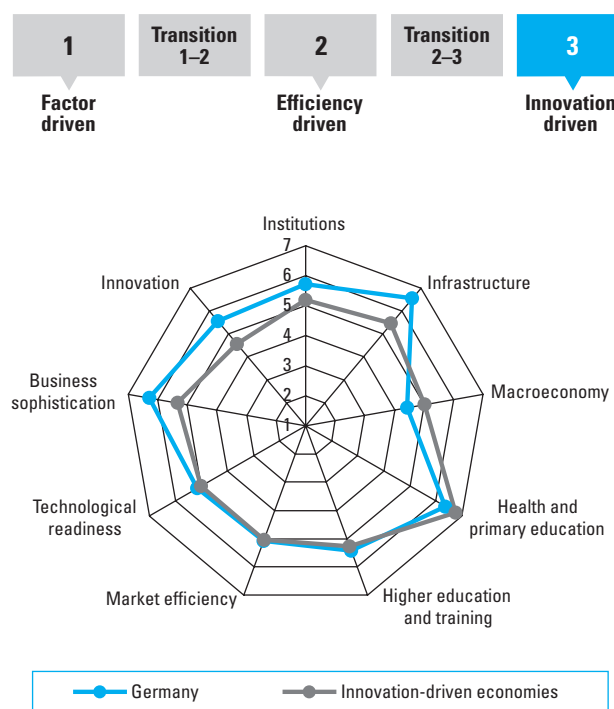 1
Transition
1–2
2
Transition
2–3
3
Factor
driven
Efficiency
driven
Innovation
driven
Institutions
7
6
5
4
3
2
1
Innovation
Infrastructure
Business
sophistication
Macroeconomy
Technological
readiness
Health and
primary education
Market efficiency
Higher education
and training
Germany
Innovation-driven economies